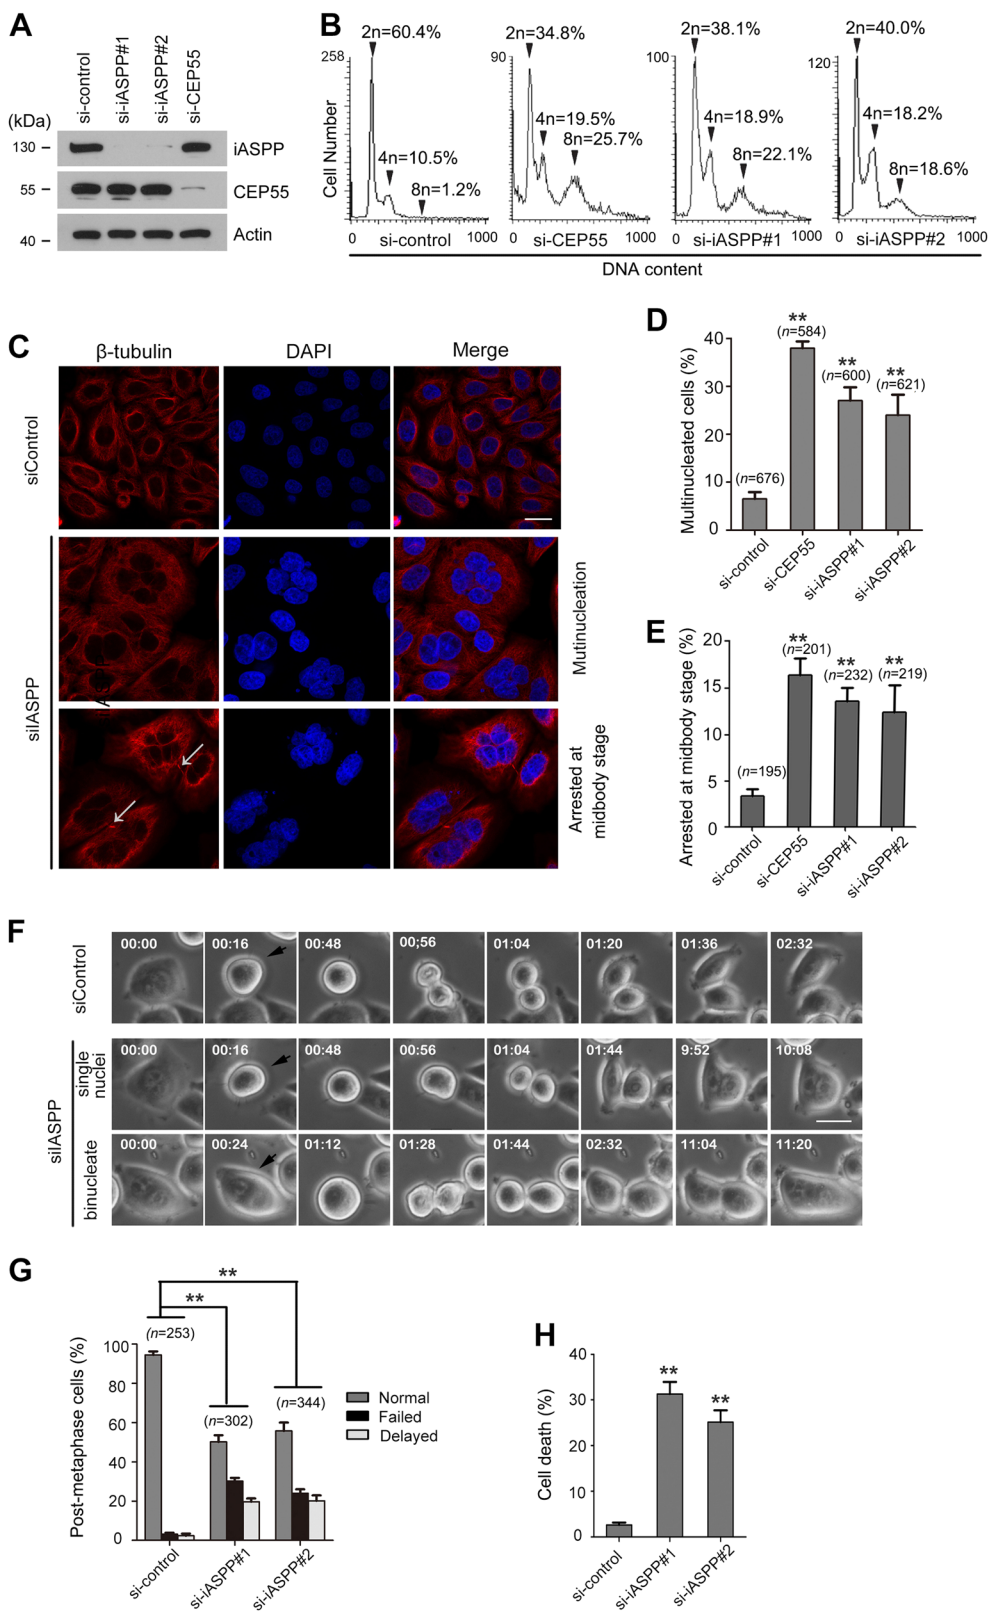 A
si-control
si-iASPP#1
si-iASPP#2
si-CEP55
(kDa)
130
iASPP
55
CEP55
40
Actin
B
2n=60.4%
2n=34.8%
2n=38.1%
2n=40.0%
258
90
100
120
4n=10.5%
8n=1.2%
4n=19.5%
8n=25.7%
4n=18.9%
8n=22.1%
4n=18.2%
8n=18.6%
Cell Number
0 si-control 1000
0 si-CEP55 1000
0 si-iASPP#1 1000
0 si-iASPP#2 1000
DNA content
C
β-tubulin DAPI Merge
siControl
siIASPP
Mutinucleation
Arrested at
midbody stage
D
Multinucleated cells (%)
40
30
20
10
0
(n=676)
**
(n=584)
**
(n=600)
**
(n=621)
si-control
si-CEP55
si-iASPP#1
si-iASPP#2
E
Arrested at midbody stage (%)
20
15
10
5
0
(n=195)
**
(n=201)
**
(n=232)
**
(n=219)
si-control
si-CEP55
si-iASPP#1
si-iASPP#2
F
siControl
00:00 00:16 00:48 00;56 01:04 01:20 01:36 02:32
siIASPP
single
nuclei
00:00 00:16 00:48 00:56 01:04 01:44 9:52 10:08
binucleate
00:00 00:24 01:12 01:28 01:44 02:32 11:04 11:20
G
Post-metaphase cells (%)
100
80
60
40
20
0
**
**
(n=253)
(n=302)
(n=344)
Normal
Failed
Delayed
si-control
si-iASPP#1
si-iASPP#2
H
Cell death (%)
40
30
20
10
0
**
**
si-control
si-iASPP#1
si-iASPP#2